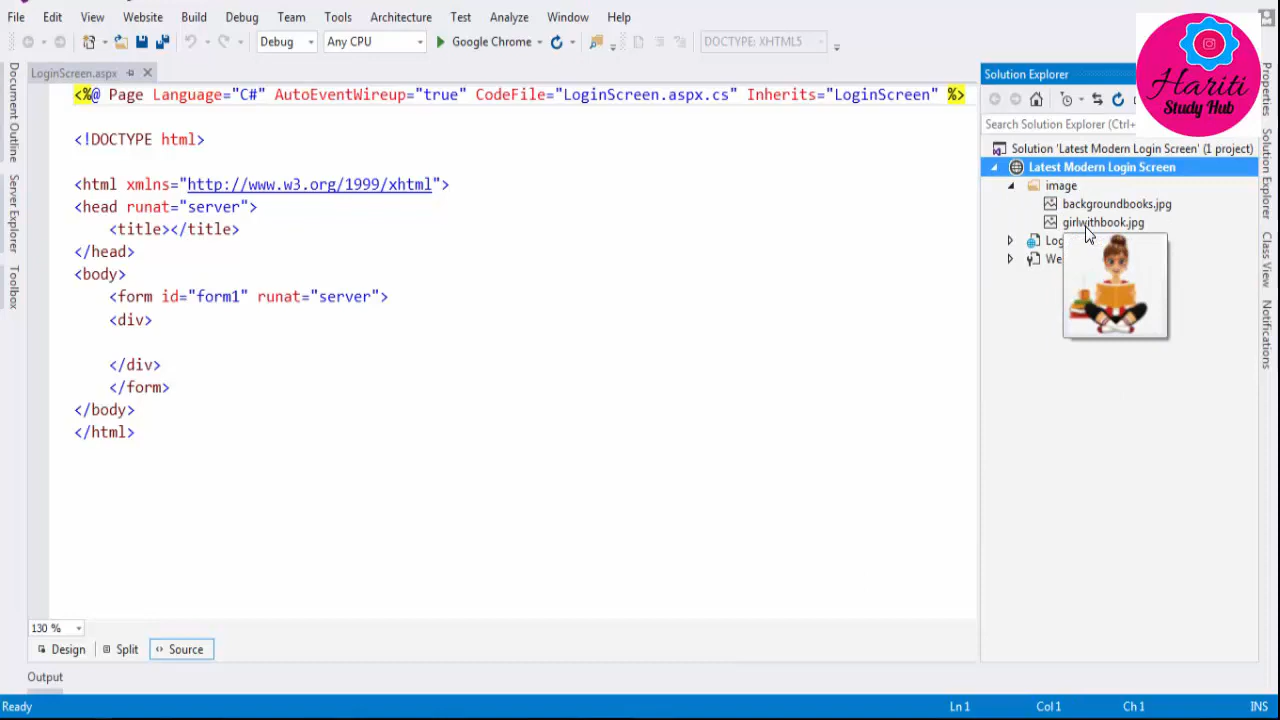 File Edit View Website Build Debug Team Tools Architecture Test Analyze Window Help
Debug Any CPU Google Chrome DOCTYPE: XHTML5
Hariti
Study Hub
LoginScreen.aspx
<%@ Page Language="C#" AutoEventWireup="true" CodeFile="LoginScreen.aspx.cs" Inherits="LoginScreen" %>
<!DOCTYPE html>
<html xmlns="http://www.w3.org/1999/xhtml">
<head runat="server">
<title></title>
</head>
<body>
<form id="form1" runat="server">
<div>
</div>
</form>
</body>
</html>
Document Outline
Server Explorer
Toolbox
Solution Explorer
Search Solution Explorer (Ctrl+
Solution 'Latest Modern Login Screen' (1 project)
Latest Modern Login Screen
image
backgroundbooks.jpg
girlwithbook.jpg
Log
We
Properties
Solution Explorer
Class View
Notifications
130 %
Design Split Source
Output
Ready Ln 1 Col 1 Ch 1 INS